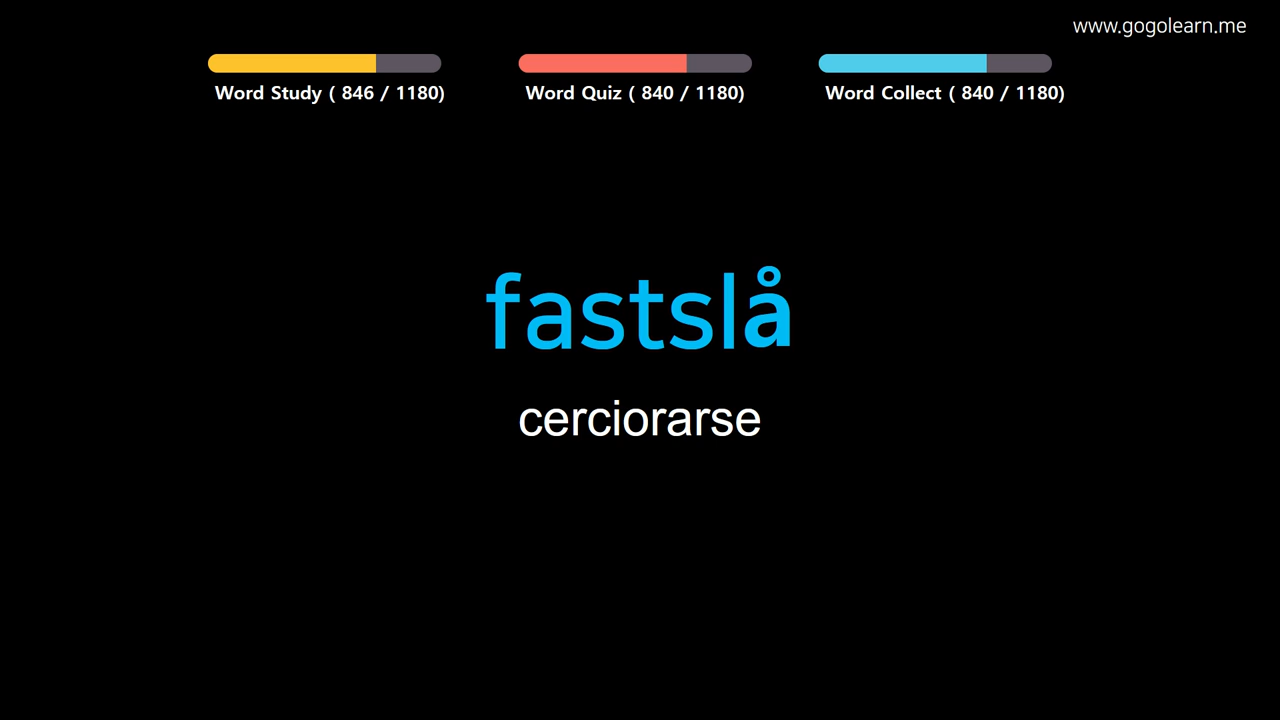 www.gogolearn.me
Word Study ( 846 / 1180)
Word Quiz ( 840 / 1180)
Word Collect ( 840 / 1180)
fastslå
cerciorarse